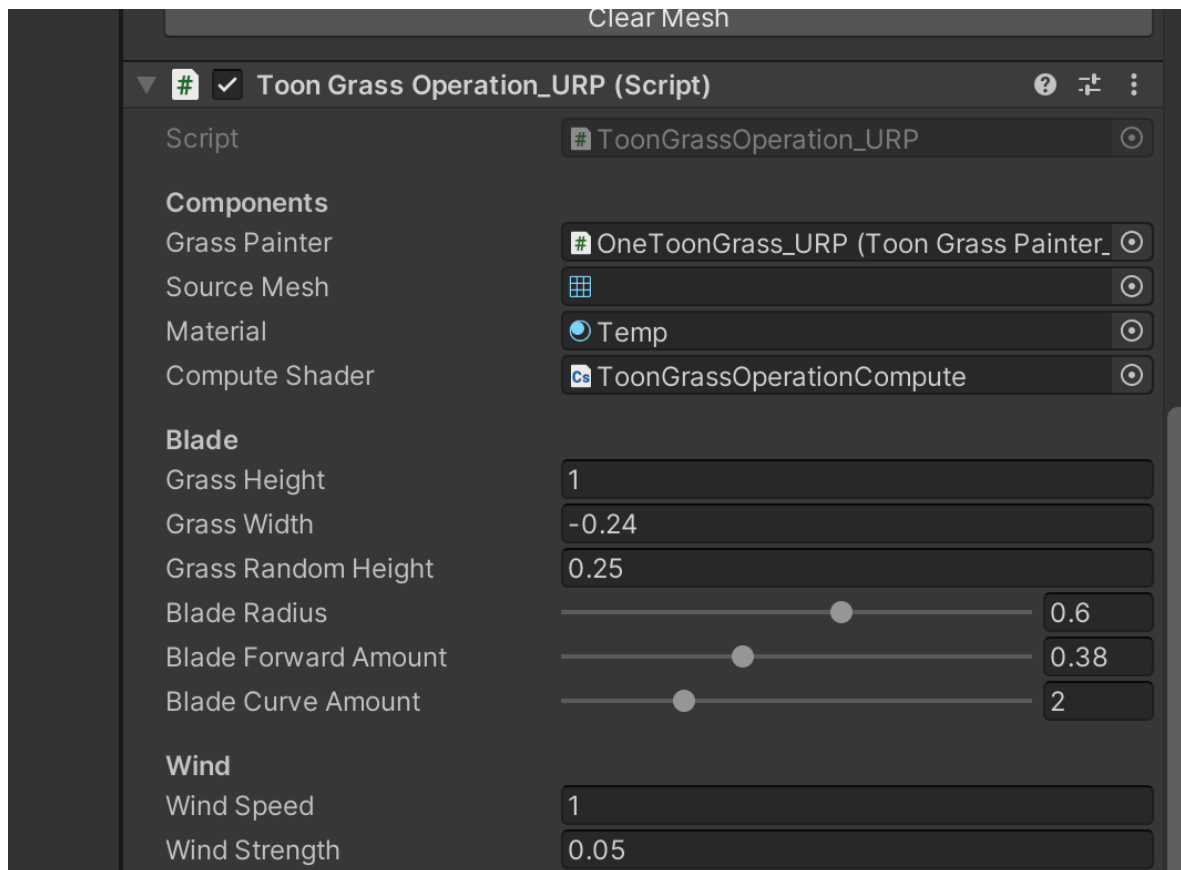 Clear Mesh
# Toon Grass Operation_URP (Script)
Script # ToonGrassOperation_URP
Components
Grass Painter # OneToonGrass_URP (Toon Grass Painter_
Source Mesh
Material Temp
Compute Shader Cs ToonGrassOperationCompute
Blade
Grass Height 1
Grass Width -0.24
Grass Random Height 0.25
Blade Radius 0.6
Blade Forward Amount 0.38
Blade Curve Amount 2
Wind
Wind Speed 1
Wind Strength 0.05